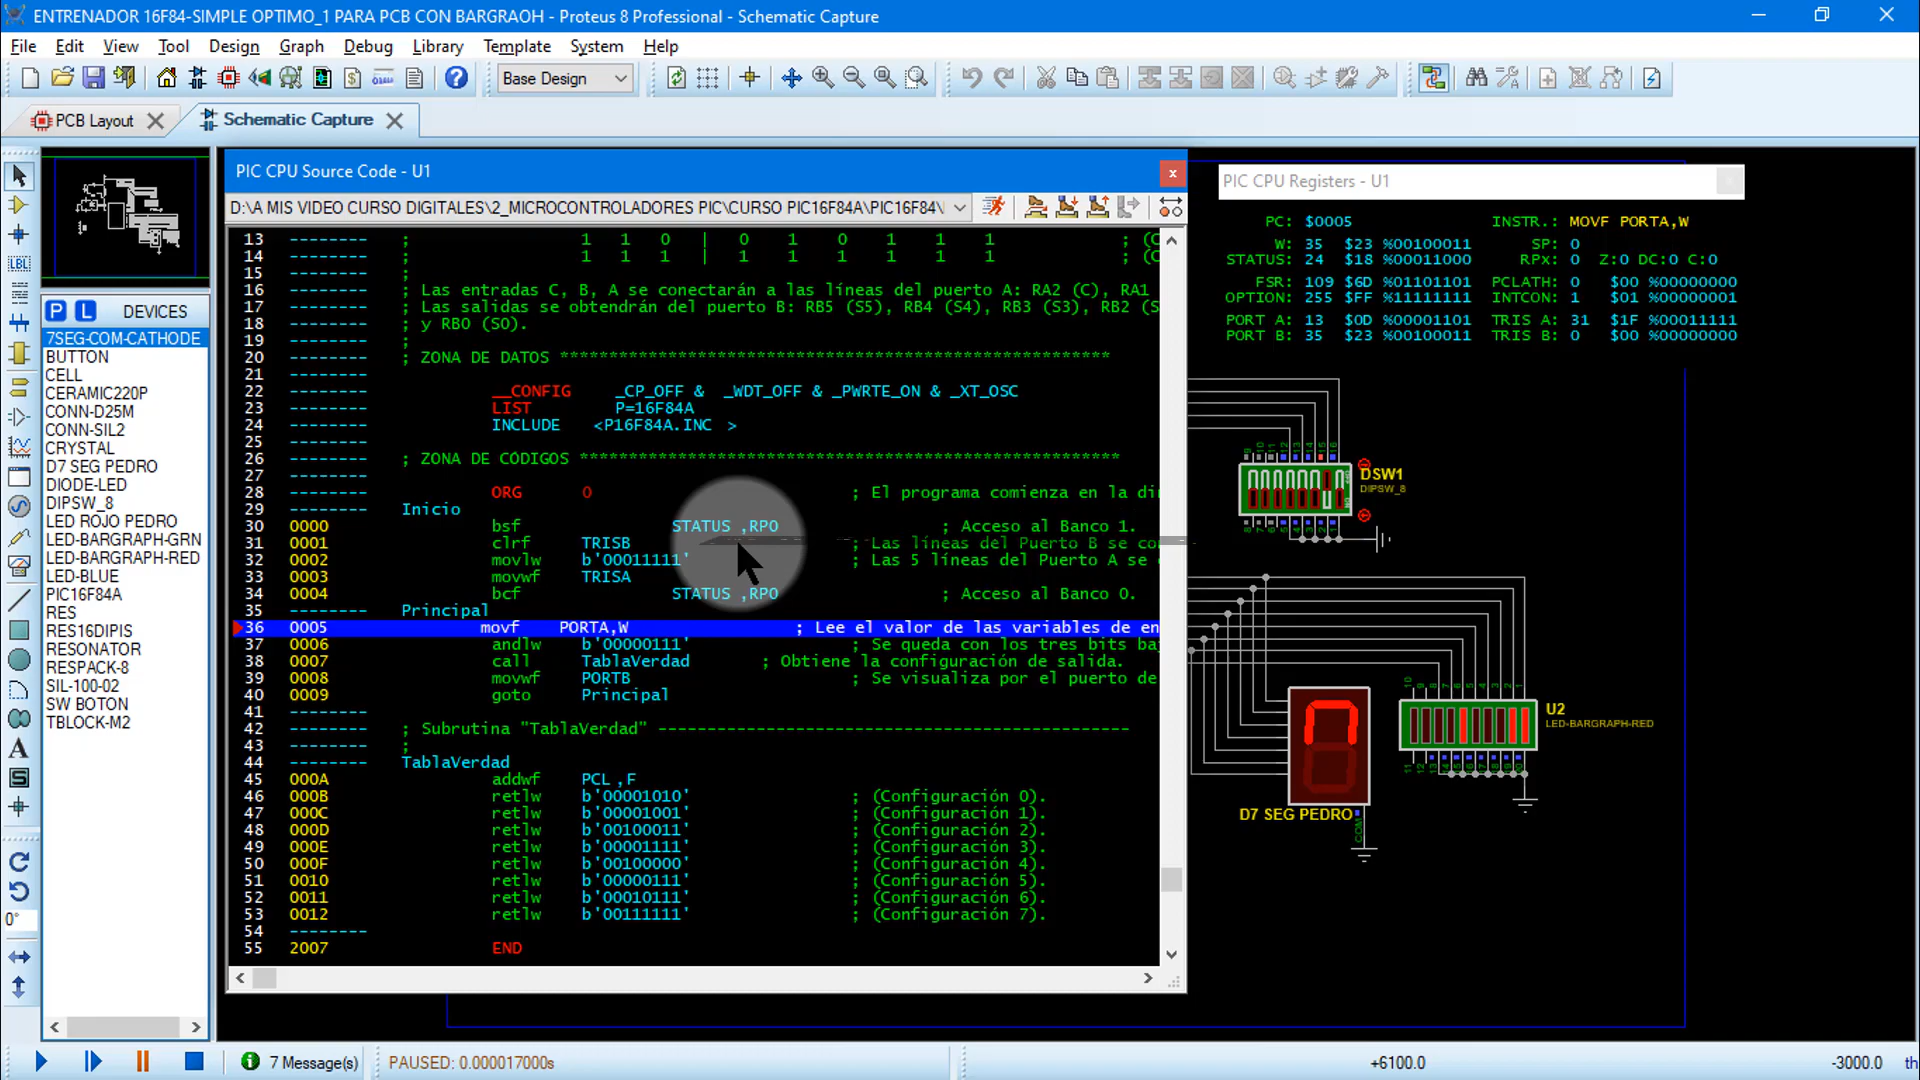 ENTRENADOR 16F84-SIMPLE OPTIMO_1 PARA PCB CON BARGRAOH - Proteus 8 Professional - Schematic Capture
File Edit View Tool Design Graph Debug Library Template System Help
Base Design
PCB Layout
Schematic Capture
PIC CPU Source Code - U1
D:\A MIS VIDEO CURSO DIGITALES\2_MICROCONTROLADORES PIC\CURSO PIC16F84A\PIC16F84\
13 -------- ; 1 1 0 | 0 1 0 1 1 1 ; (C
14 -------- ; 1 1 1 | 1 1 1 1 1 1 ; (C
15 -------- ;
16 -------- ; Las entradas C, B, A se conectarán a las líneas del puerto A: RA2 (C), RA1
17 -------- ; Las salidas se obtendrán del puerto B: RB5 (S5), RB4 (S4), RB3 (S3), RB2 (S
18 -------- ; y RB0 (S0).
19 -------- ;
20 -------- ; ZONA DE DATOS *******************************************************
21 --------
22 -------- __CONFIG _CP_OFF & _WDT_OFF & _PWRTE_ON & _XT_OSC
23 -------- LIST P=16F84A
24 -------- INCLUDE <P16F84A.INC >
25 --------
26 -------- ; ZONA DE CÓDIGOS ******************************************************
27 --------
28 -------- ORG 0 ; El programa comienza en la di
29 -------- Inicio
30 0000 bsf STATUS ,RP0 ; Acceso al Banco 1.
31 0001 clrf TRISB ; Las líneas del Puerto B se co
32 0002 movlw b'00011111' ; Las 5 líneas del Puerto A se
33 0003 movwf TRISA
34 0004 bcf STATUS ,RP0 ; Acceso al Banco 0.
35 -------- Principal
36 0005 movf PORTA,W ; Lee el valor de las variables de en
37 0006 andlw b'00000111' ; Se queda con los tres bits ba
38 0007 call TablaVerdad ; Obtiene la configuración de salida.
39 0008 movwf PORTB ; Se visualiza por el puerto de
40 0009 goto Principal
41 --------
42 -------- ; Subrutina "TablaVerdad" -----------------------------------------------
43 -------- ;
44 -------- TablaVerdad
45 000A addwf PCL ,F
46 000B retlw b'00001010' ; (Configuración 0).
47 000C retlw b'00001001' ; (Configuración 1).
48 000D retlw b'00100011' ; (Configuración 2).
49 000E retlw b'00001111' ; (Configuración 3).
50 000F retlw b'00100000' ; (Configuración 4).
51 0010 retlw b'00000111' ; (Configuración 5).
52 0011 retlw b'00010111' ; (Configuración 6).
53 0012 retlw b'00111111' ; (Configuración 7).
54 --------
55 2007 END
PIC CPU Registers - U1
PC: $0005 INSTR.: MOVF PORTA,W
W: 35 $23 %00100011 SP: 0
STATUS: 24 $18 %00011000 RPx: 0 Z:0 DC:0 C:0
FSR: 109 $6D %01101101 PCLATH: 0 $00 %00000000
OPTION: 255 $FF %11111111 INTCON: 1 $01 %00000001
PORT A: 13 $0D %00001101 TRIS A: 31 $1F %00011111
PORT B: 35 $23 %00100011 TRIS B: 0 $00 %00000000
P L DEVICES
7SEG-COM-CATHODE
BUTTON
CELL
CERAMIC220P
CONN-D25M
CONN-SIL2
CRYSTAL
D7 SEG PEDRO
DIODE-LED
DIPSW_8
LED ROJO PEDRO
LED-BARGRAPH-GRN
LED-BARGRAPH-RED
LED-BLUE
PIC16F84A
RES
RES16DIPIS
RESONATOR
RESPACK-8
SIL-100-02
SW BOTON
TBLOCK-M2
LBL
A
S
0°
DSW1
DIPSW_8
U2
LED-BARGRAPH-RED
D7 SEG PEDRO
COM
7 Message(s)
PAUSED: 0.000017000s
+6100.0
-3000.0
th